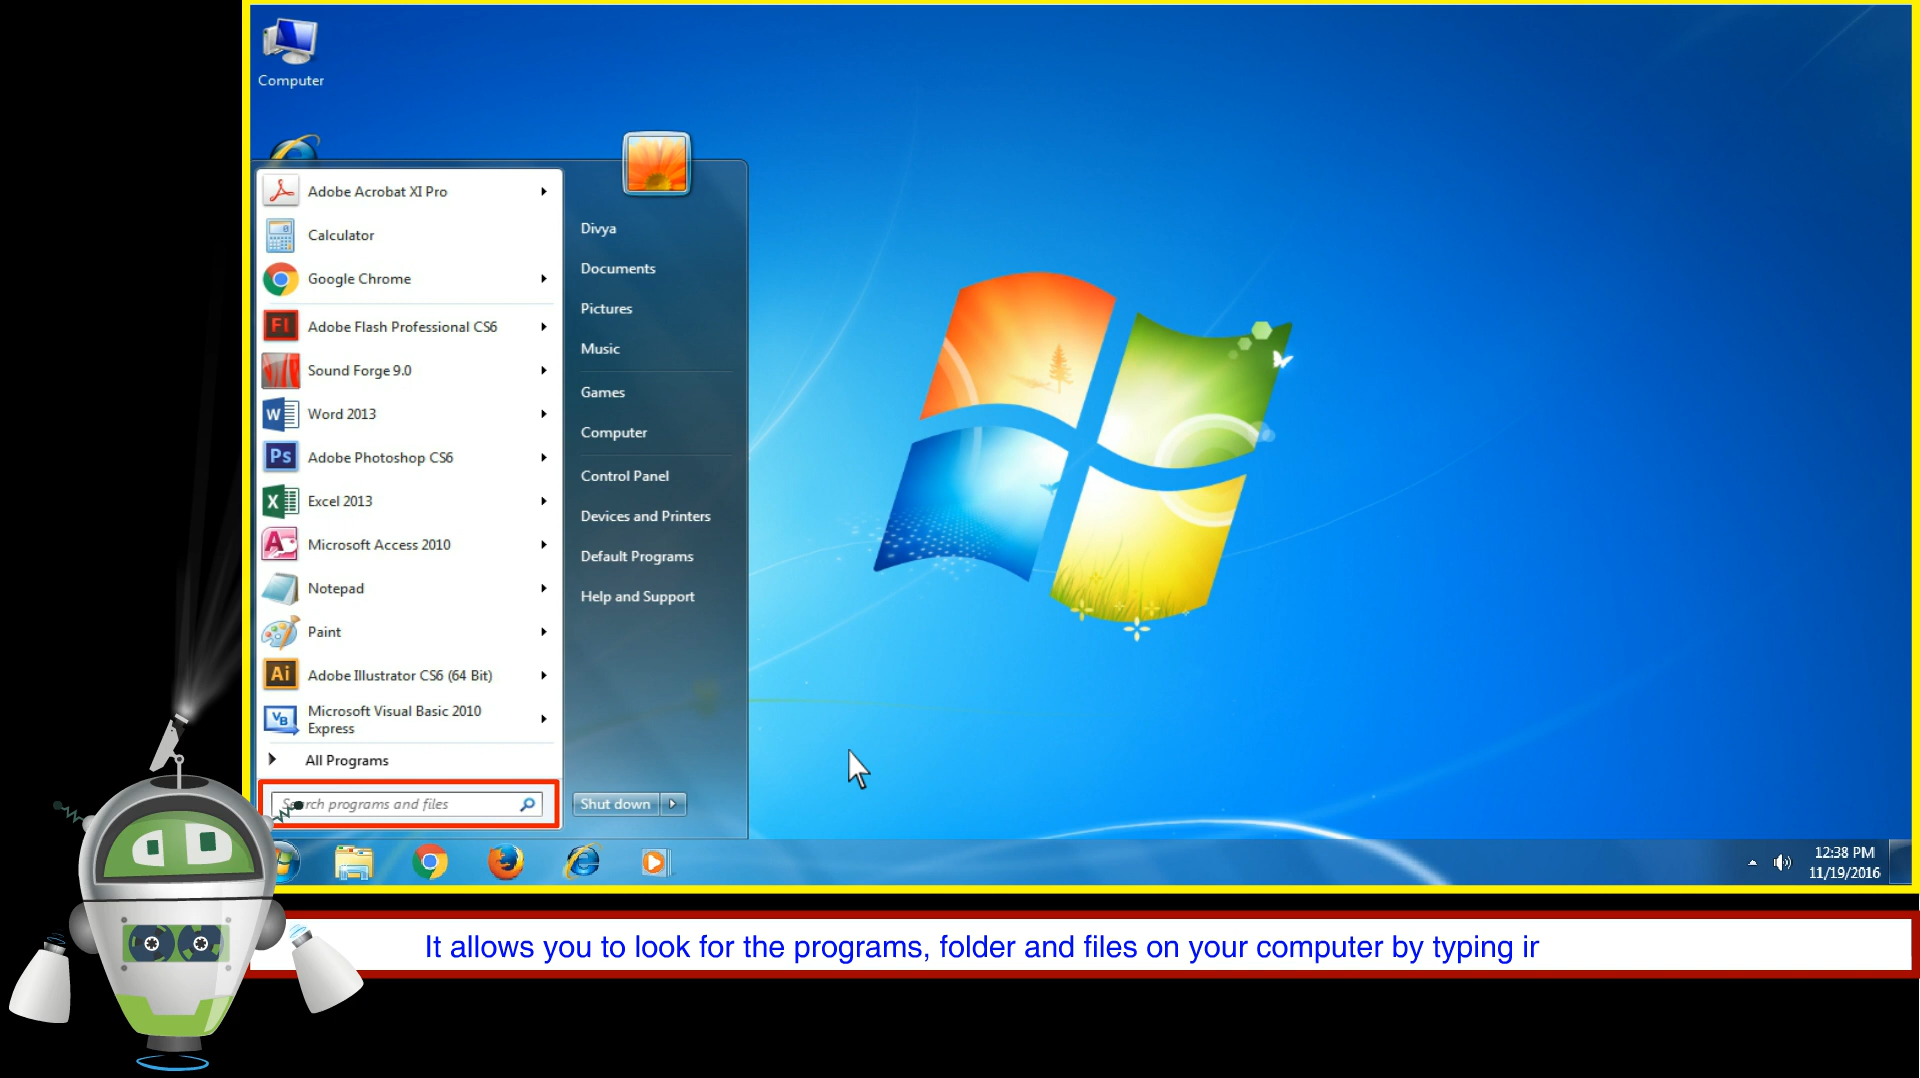 Computer
Adobe Acrobat XI Pro
Calculator
Google Chrome
Fl
Adobe Flash Professional CS6
Sound Forge 9.0
W
Word 2013
Ps
Adobe Photoshop CS6
X
Excel 2013
A
Microsoft Access 2010
Notepad
Paint
Ai
Adobe Illustrator CS6 (64 Bit)
VB
Microsoft Visual Basic 2010
Express
All Programs
Search programs and files
Divya
Documents
Pictures
Music
Games
Computer
Control Panel
Devices and Printers
Default Programs
Help and Support
Shut down
12:38 PM
11/19/2016
It allows you to look for the programs, folder and files on your computer by typing ir